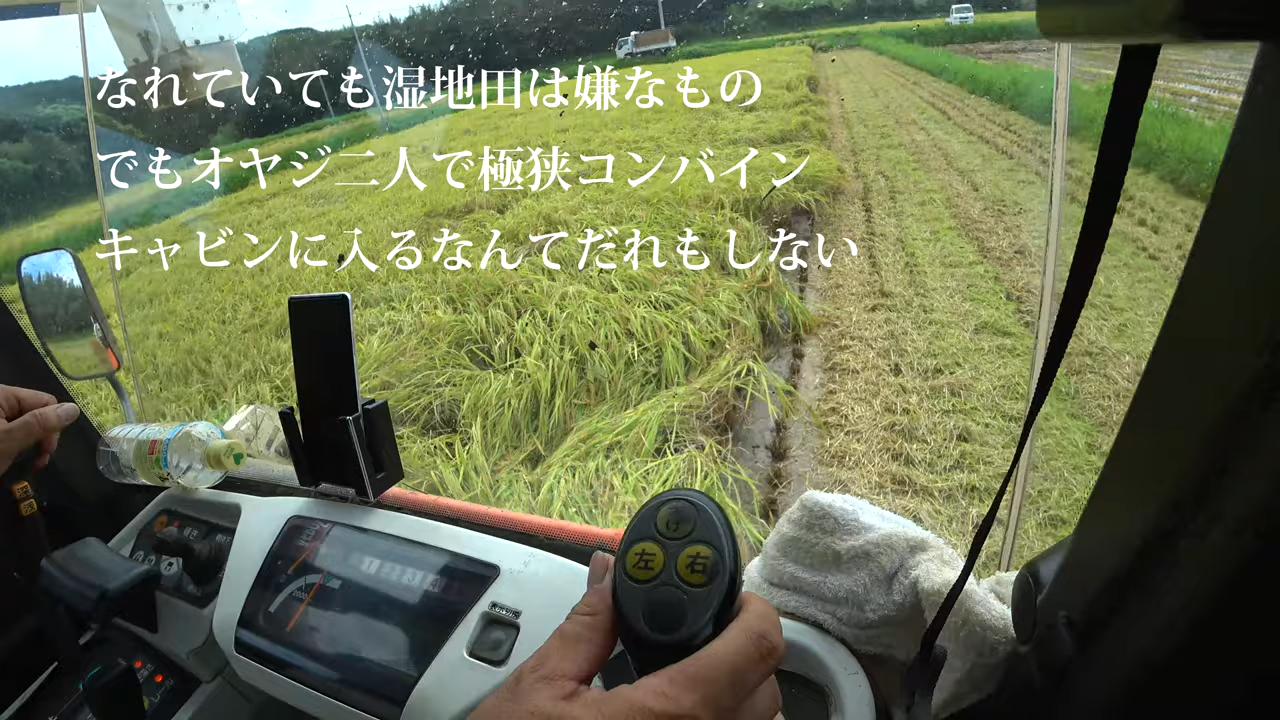 なれていても湿地田は嫌なもの
でもオヤジ二人で極狭コンバイン
キャビンに入るなんてだれもしない
け
左 右